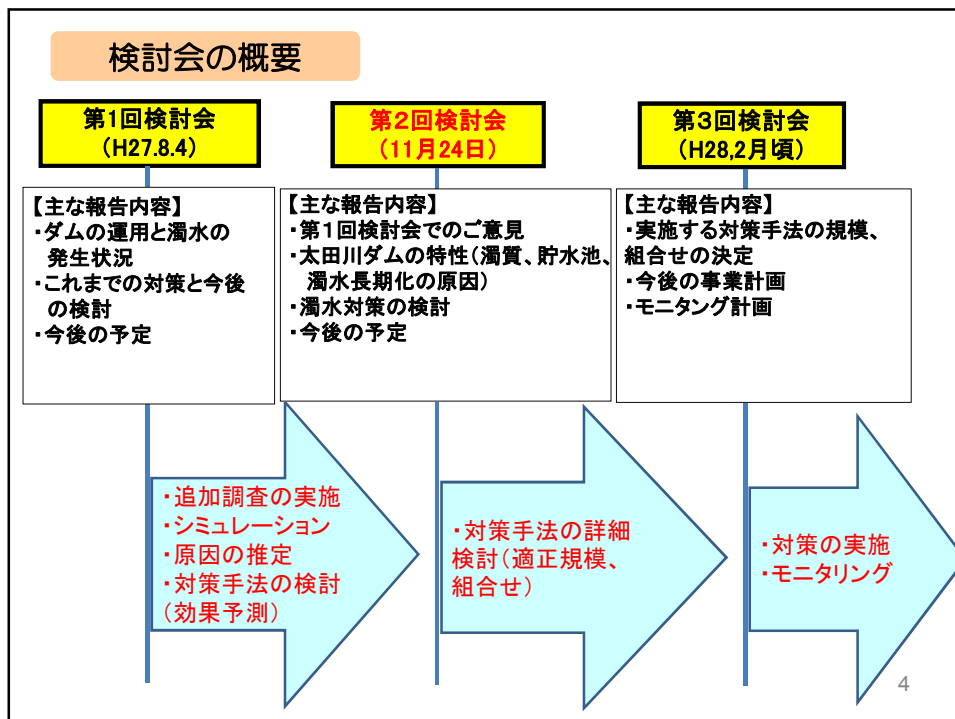 検討会の概要
第1回検討会
（H27.8.4）
【主な報告内容】
・ダムの運用と濁水の
発生状況
・これまでの対策と今後
の検討
・今後の予定
第２回検討会
（11月24日）
【主な報告内容】
・第１回検討会でのご意見
・太田川ダムの特性（濁質、貯水池、
濁水長期化の原因）
・濁水対策の検討
・今後の予定
第３回検討会
（H28,2月頃）
【主な報告内容】
・実施する対策手法の規模、
組合せの決定
・今後の事業計画
・モニタング計画
・追加調査の実施
・シミュレーション
・原因の推定
・対策手法の検討
（効果予測）
・対策手法の詳細
検討（適正規模、
組合せ）
・対策の実施
・モニタリング
4